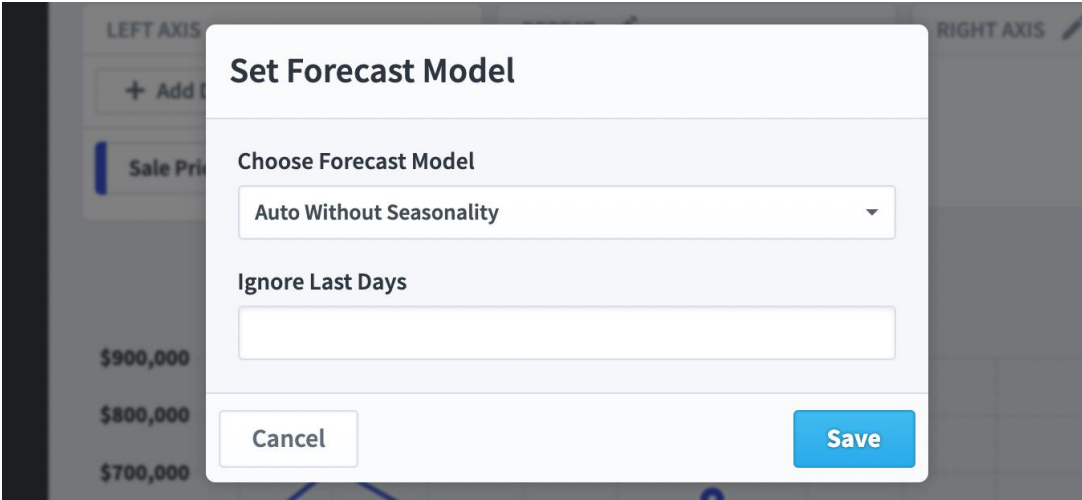 LEFT AXIS
RIGHT AXIS
Set Forecast Model
Add
Choose Forecast Model
Sale
Auto Without Seasonality
Ignore Last Days
$900,000
$800,000
Cancel
Save
$700,000